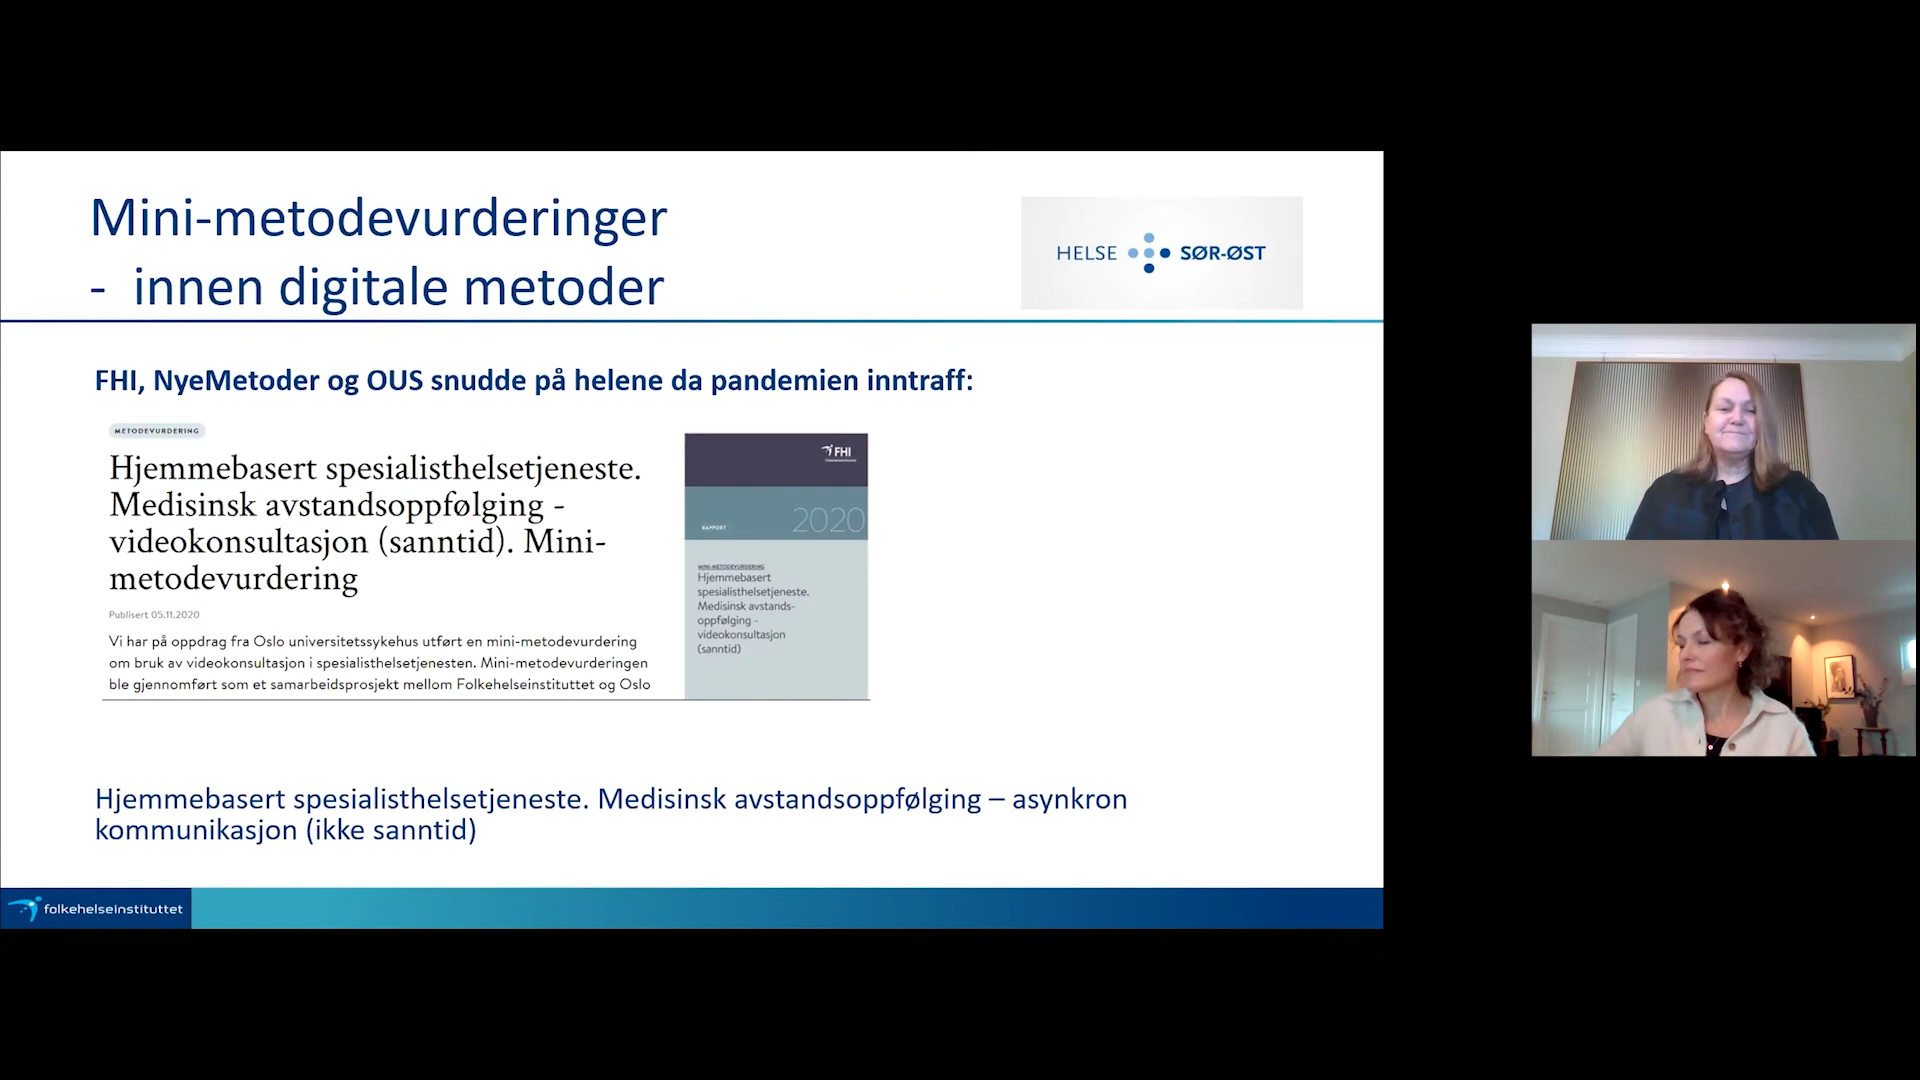 Mini-metodevurderinger
- innen digitale metoder
HELSE SØR-ØST
FHI, NyeMetoder og OUS snudde på helene da pandemien inntraff:
METODEVURDERING
Hjemmebasert spesialisthelsetjeneste.
Medisinsk avstandsoppfølging -
videokonsultasjon (sanntid). Mini-
metodevurdering
Publisert 05.11.2020
Vi har på oppdrag fra Oslo universitetssykehus utført en mini-metodevurdering
om bruk av videokonsultasjon i spesialisthelsetjenesten. Mini-metodevurderingen
ble gjennomført som et samarbeidsprosjekt mellom Folkehelseinstituttet og Oslo
FHI
RAPPORT
2020
MINI-METODEVURDERING
Hjemmebasert
spesialisthelsetjeneste.
Medisinsk avstands-
oppfølging -
videokonsultasjon
(sanntid)
Hjemmebasert spesialisthelsetjeneste. Medisinsk avstandsoppfølging – asynkron
kommunikasjon (ikke sanntid)
folkehelseinstituttet